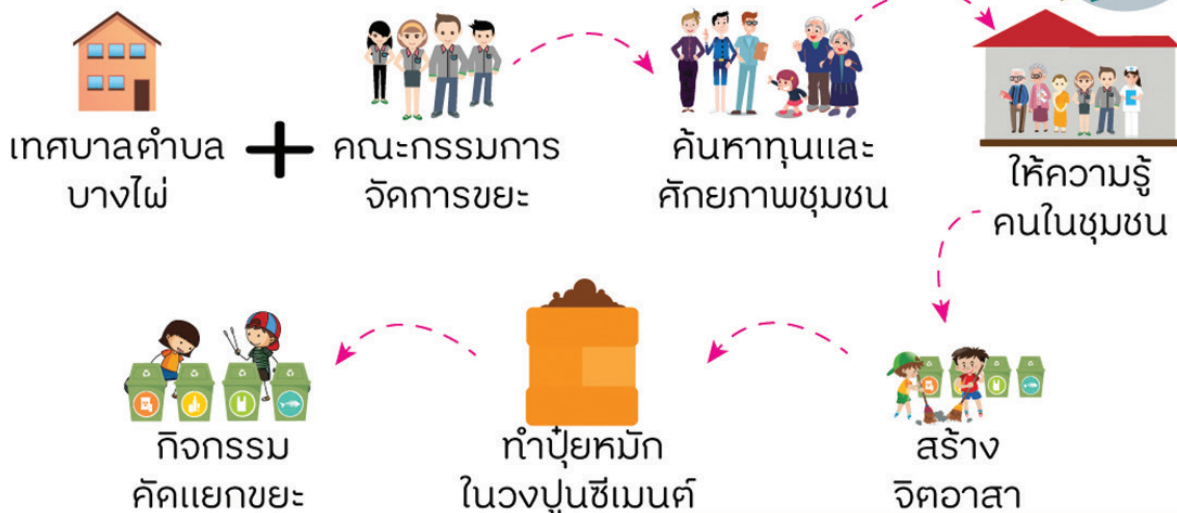 เทศบาลตำบล
บางไผ่
+
คณะกรรมการ
จัดการขยะ
ค้นหาทุนและ
ศักยภาพชุมชน
ให้ความรู้
คนในชุมชน
สร้าง
จิตอาสา
ทำปุ๋ยหมัก
ในวงปูนซีเมนต์
กิจกรรม
คัดแยกขยะ